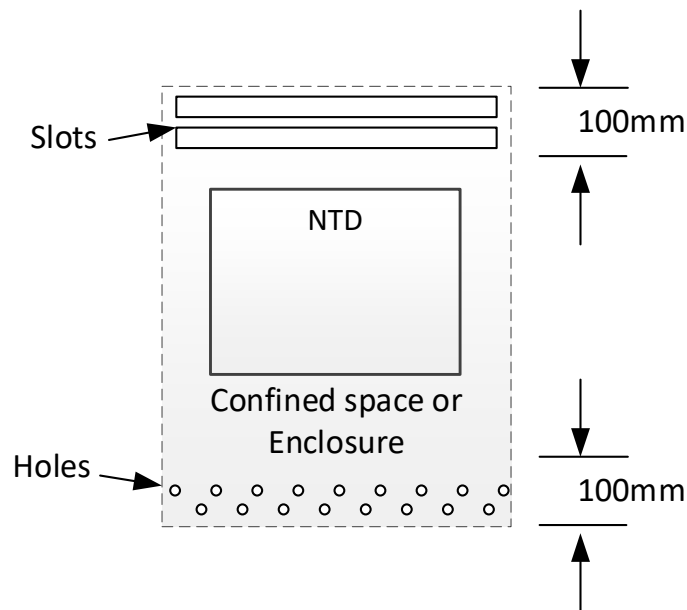 100mm
Slots
NTD
Confined space or
Enclosure
Holes
100mm